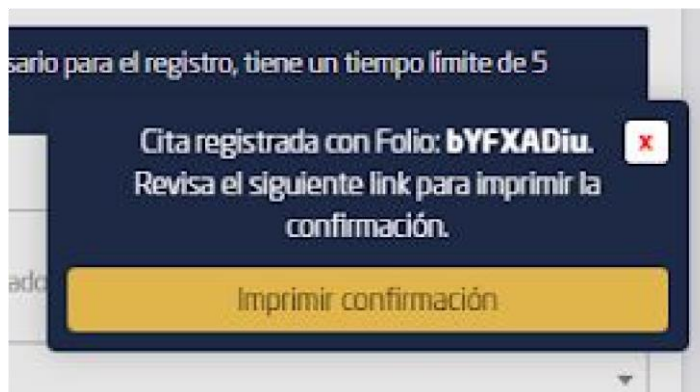 sario para el registro, tiene un tiempo límite de 5
Cita registrada con Folio: bYFXADiu.
x
Revisa el siguiente link para imprimir la
confirmación.
ado
Imprimir confirmación